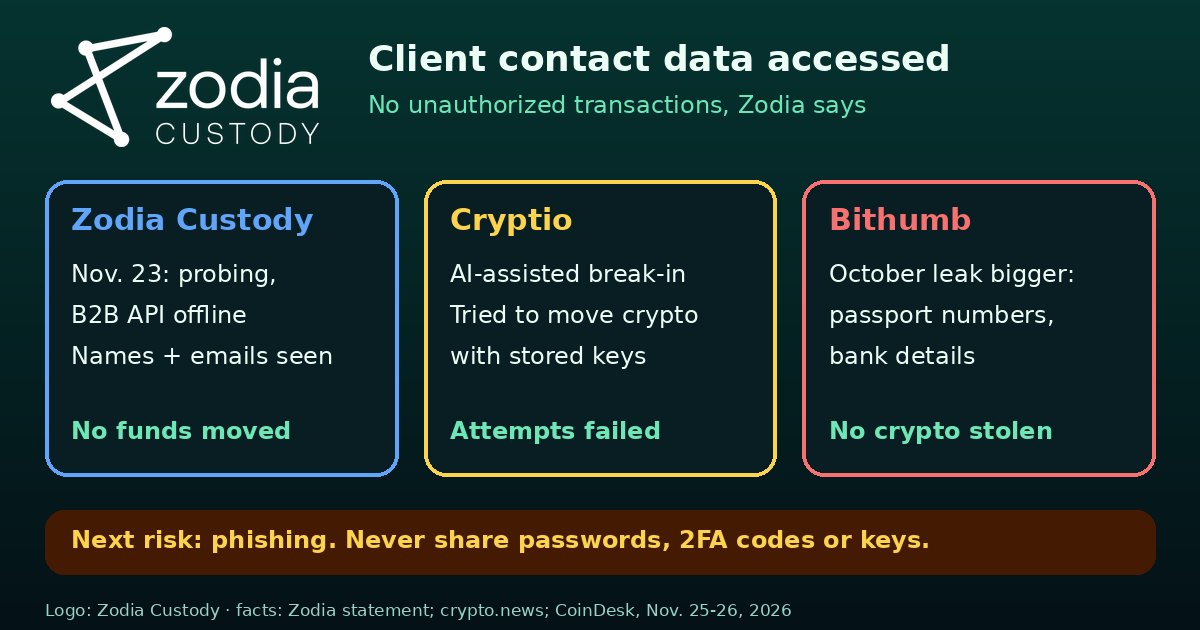 zodia
CUSTODY
Client contact data accessed
No unauthorized transactions, Zodia says
Zodia Custody
Nov. 23: probing,
B2B API offline
Names + emails seen
No funds moved
Cryptio
AI-assisted break-in
Tried to move crypto
with stored keys
Attempts failed
Bithumb
October leak bigger:
passport numbers,
bank details
No crypto stolen
Next risk: phishing. Never share passwords, 2FA codes or keys.
Logo: Zodia Custody · facts: Zodia statement; crypto.news; CoinDesk, Nov. 25-26, 2026